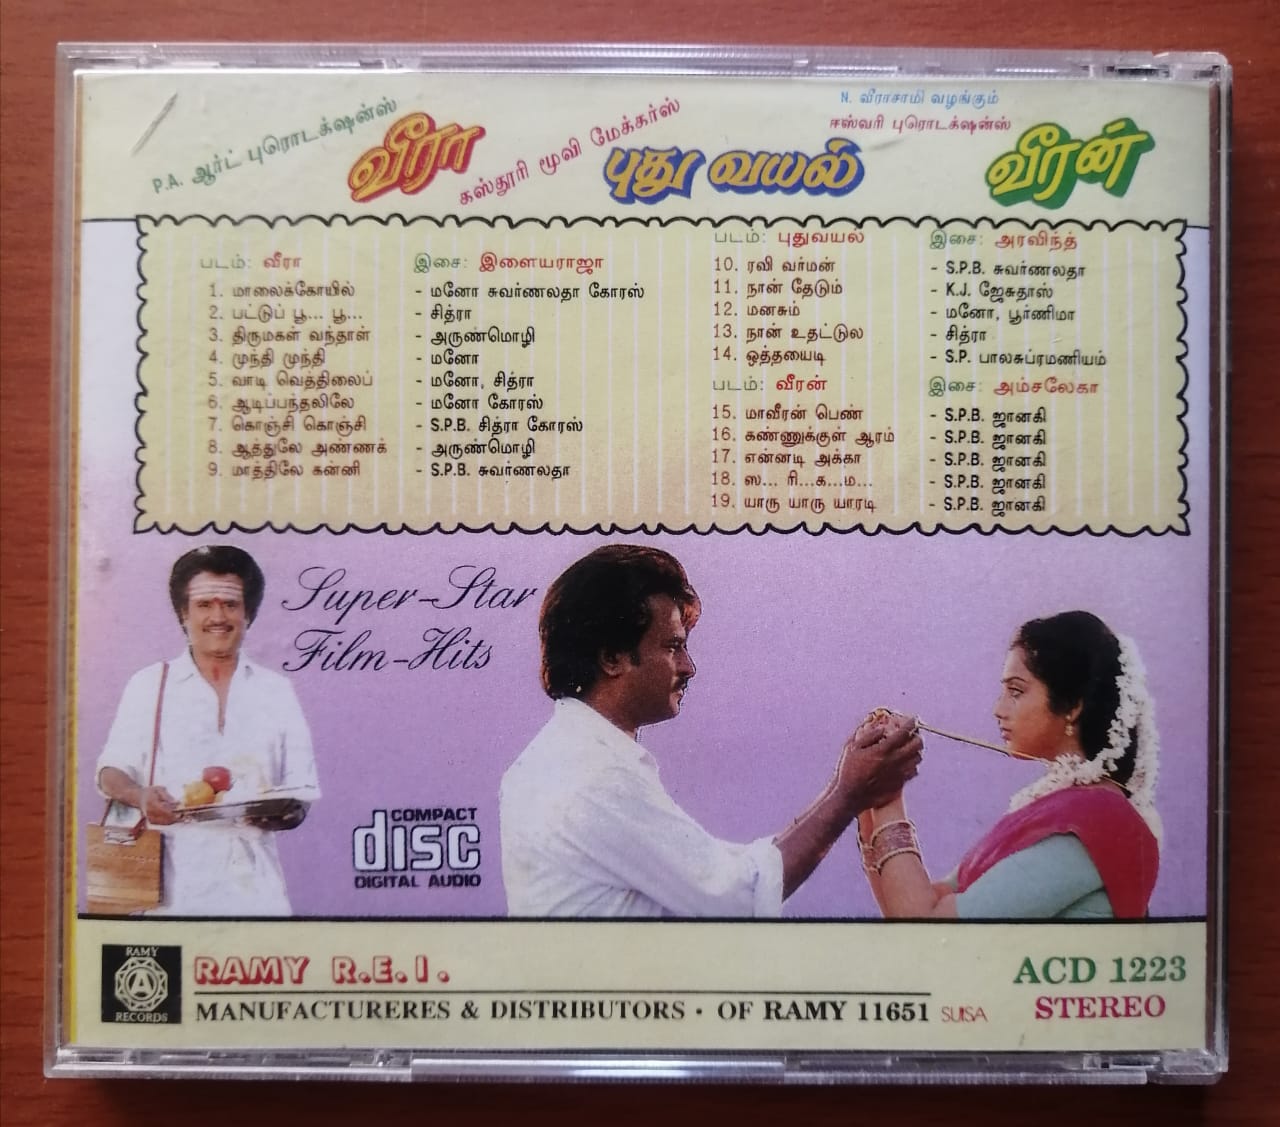 P.A. ஆர்ட் புரொடக்‌ஷன்ஸ்
வீரா
கஸ்தூரி மூவி மேக்கர்ஸ்
புது வயல்
N. வீராசாமி வழங்கும்
ஈஸ்வரி புரொடக்‌ஷன்ஸ்
வீரன்
படம்: வீரா இசை: இளையராஜா
1. மாலைக்கோயில் - மனோ சுவர்ணலதா கோரஸ்
2. பட்டுப் பூ... பூ... - சித்ரா
3. திருமகள் வந்தாள் - அருண்மொழி
4. முந்தி முந்தி - மனோ
5. வாடி வெத்திலைப் - மனோ, சித்ரா
6. ஆடிப்பந்தலிலே - மனோ கோரஸ்
7. கொஞ்சி கொஞ்சி - S.P.B. சித்ரா கோரஸ்
8. ஆத்துலே அண்ணக் - அருண்மொழி
9. மாத்திலே கன்னி - S.P.B. சுவர்ணலதா
படம்: புதுவயல் இசை: அரவிந்த்
10. ரவி வர்மன் - S.P.B. சுவர்ணலதா
11. நான் தேடும் - K.J. ஜேசுதாஸ்
12. மனசும் - மனோ, பூர்ணிமா
13. நான் உதட்டுல - சித்ரா
14. ஒத்தயைடி - S.P. பாலசுப்ரமணியம்
படம்: வீரன் இசை: அம்சலேகா
15. மாவீரன் பெண் - S.P.B. ஜானகி
16. கண்ணுக்குள் ஆரம் - S.P.B. ஜானகி
17. என்னடி அக்கா - S.P.B. ஜானகி
18. ஸ... ரி...க...ம... - S.P.B. ஜானகி
19. யாரு யாரு யாரடி - S.P.B. ஜானகி
Super-Star
Film-Hits
COMPACT
disc
DIGITAL AUDIO
RAMY
A
RECORDS
RAMY R.E.I.
MANUFACTURERES & DISTRIBUTORS · OF RAMY 11651 SUISA
ACD 1223
STEREO